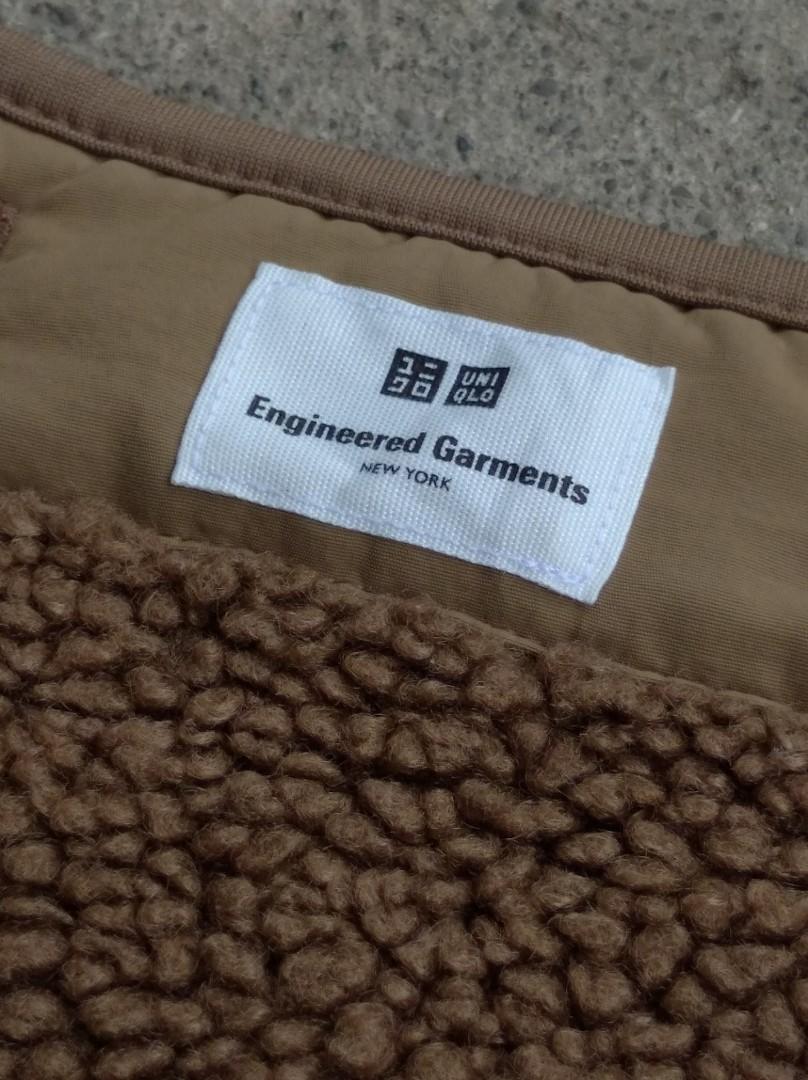 ユニ
クロ
UNI
QLO
Engineered Garments
NEW YORK